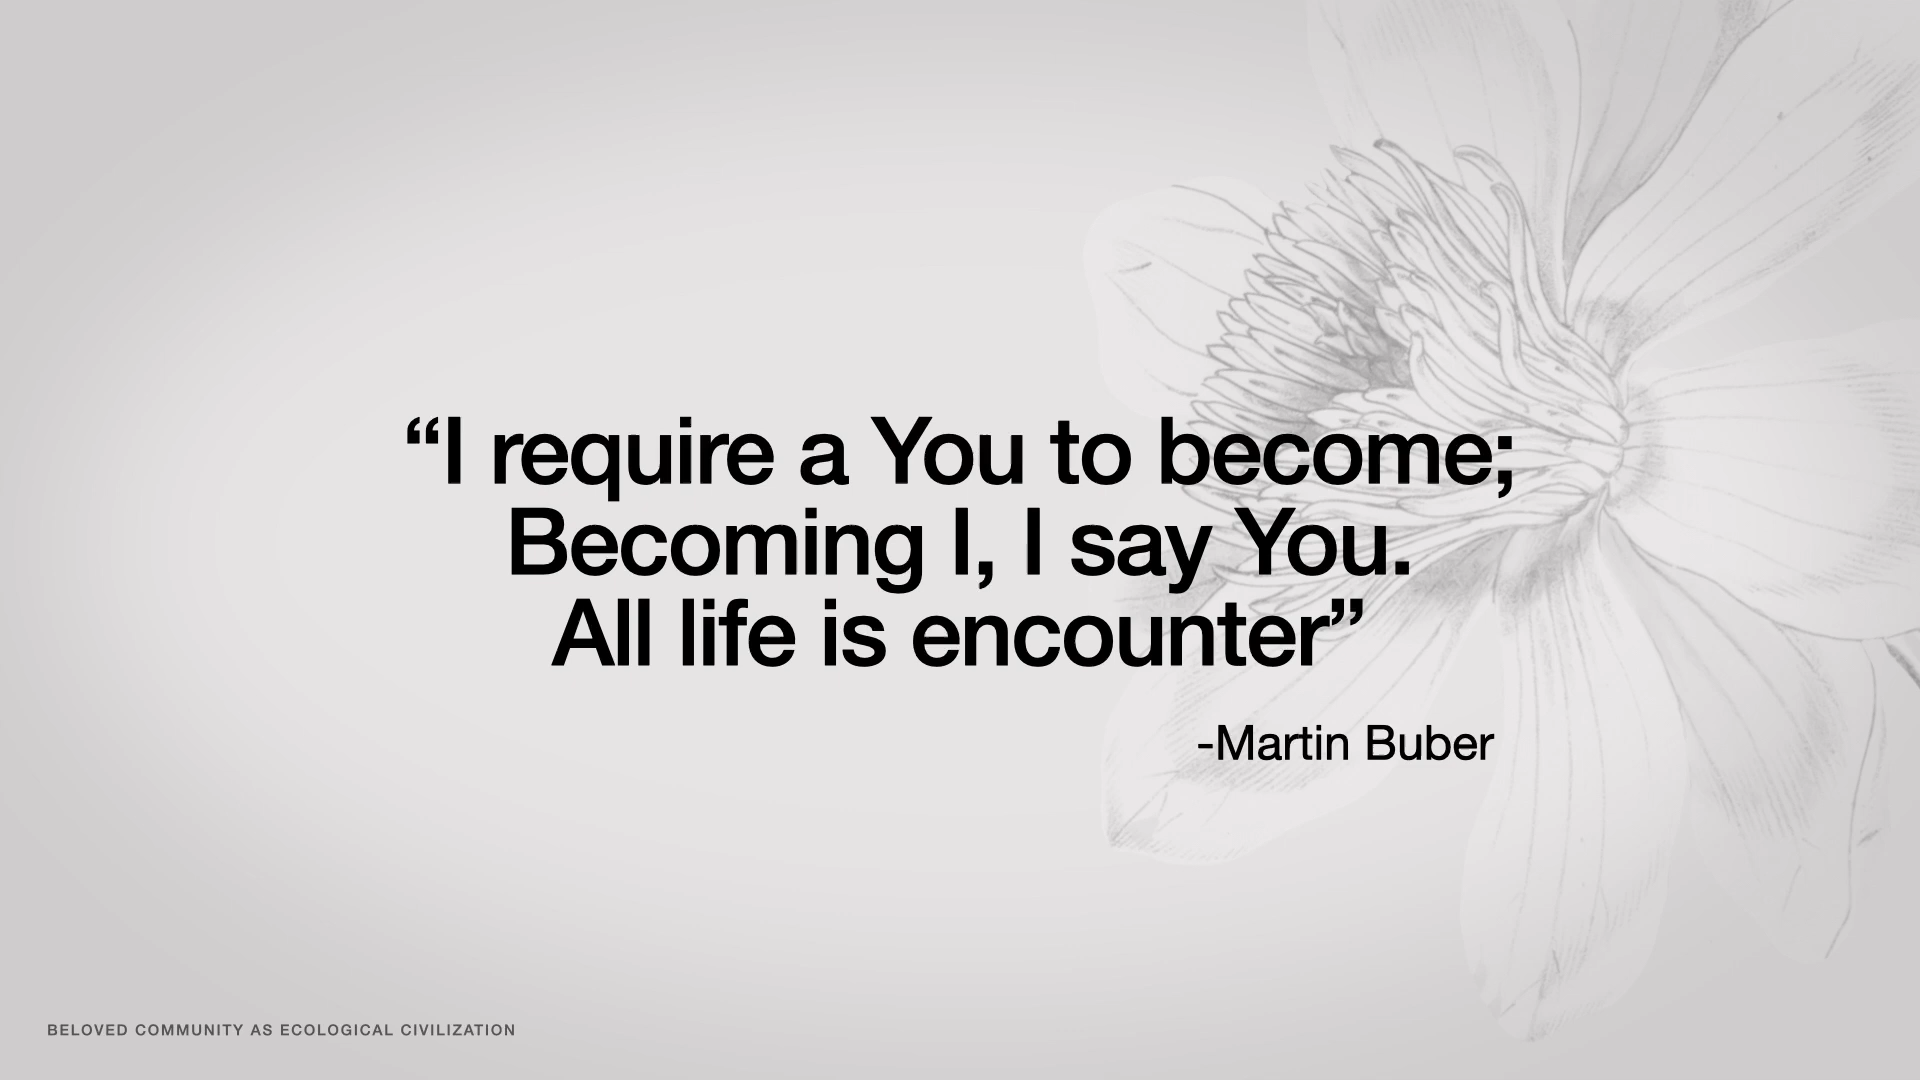 “I require a You to become;
Becoming I, I say You.
All life is encounter”
-Martin Buber
BELOVED COMMUNITY AS ECOLOGICAL CIVILIZATION